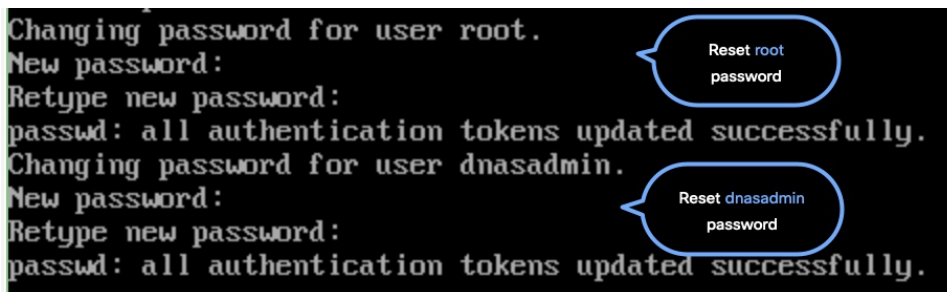 Changing password for user root.
New password:
Retype new password:
passwd: all authentication tokens updated successfully.
Changing password for user dnasadmin.
New password:
Retype new password:
passwd: all authentication tokens updated successfully.
Reset root
password
Reset dnasadmin
password